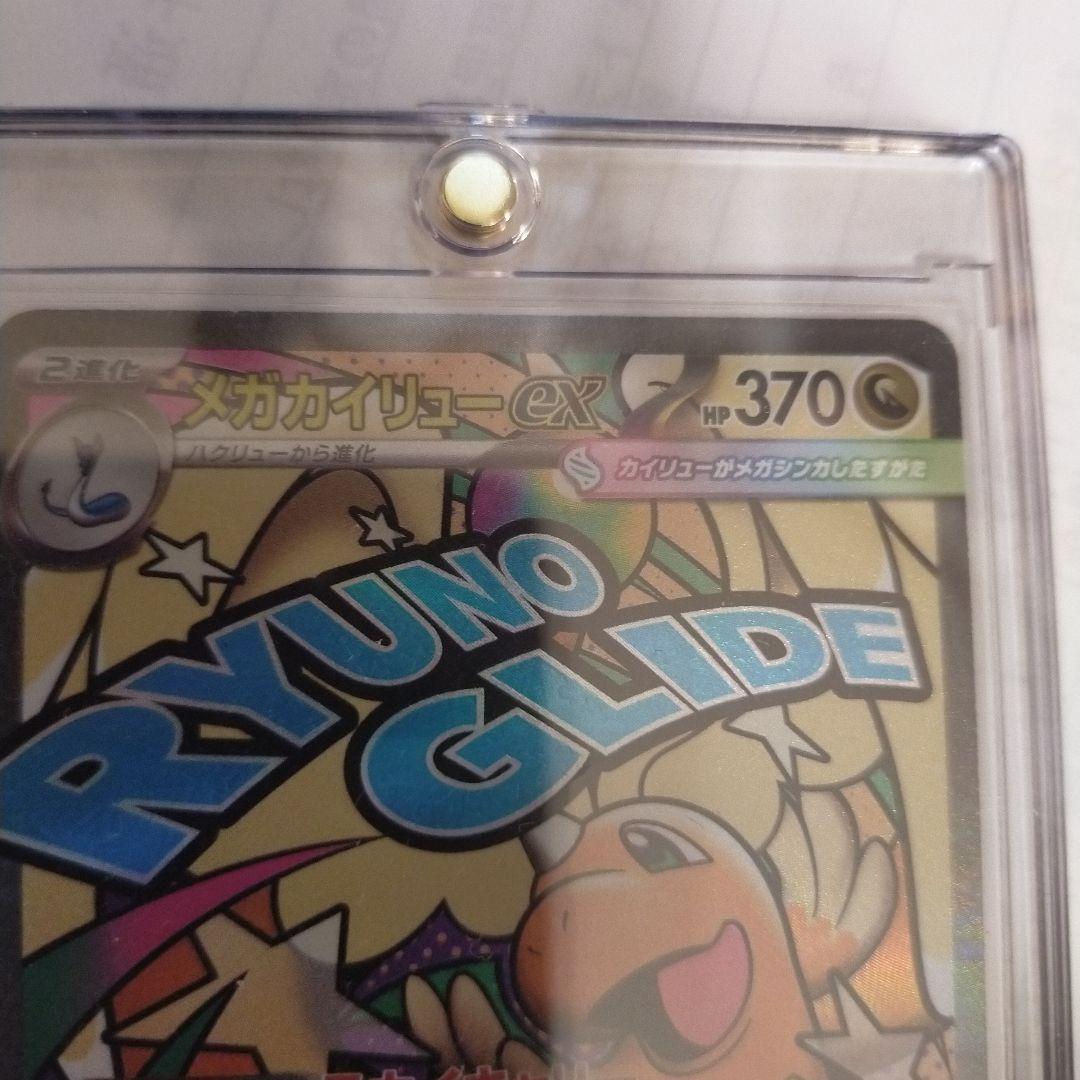 2進化
メガカイリューex HP370
ハクリューから進化
カイリューがメガシンカしたすがた
RYUNO
GLIDE